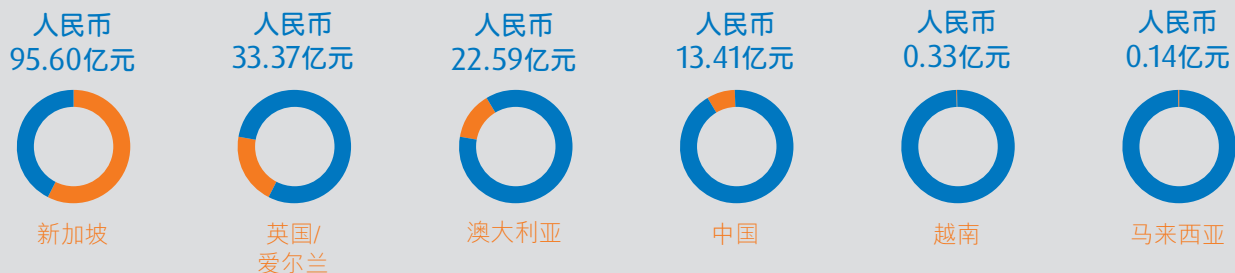 人民币
95.60亿元
新加坡
人民币
33.37亿元
英国/
爱尔兰
人民币
22.59亿元
澳大利亚
人民币
13.41亿元
中国
人民币
0.33亿元
越南
人民币
0.14亿元
马来西亚